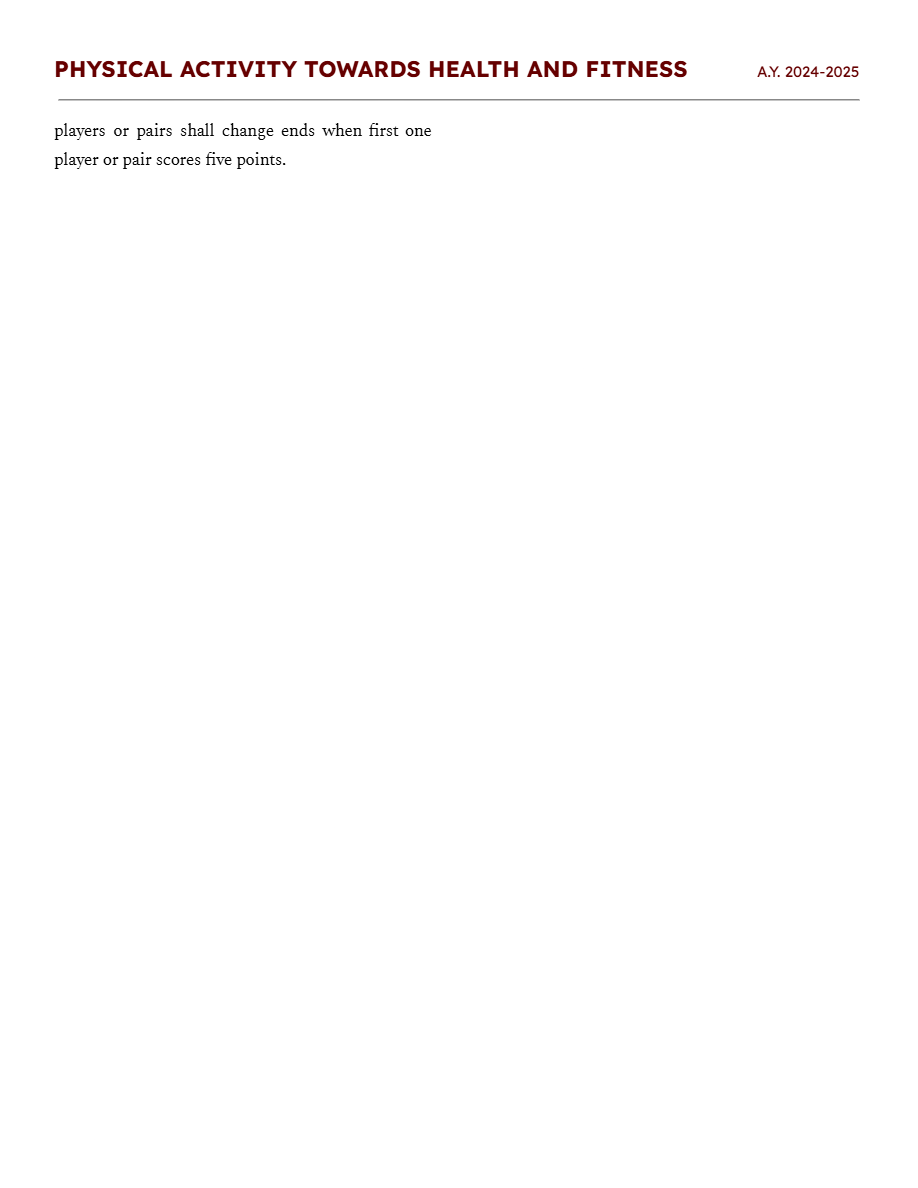 PHYSICAL ACTIVITY TOWARDS HEALTH AND FITNESS A.Y. 2024-2025
players or pairs shall change ends when first one
player or pair scores five points.